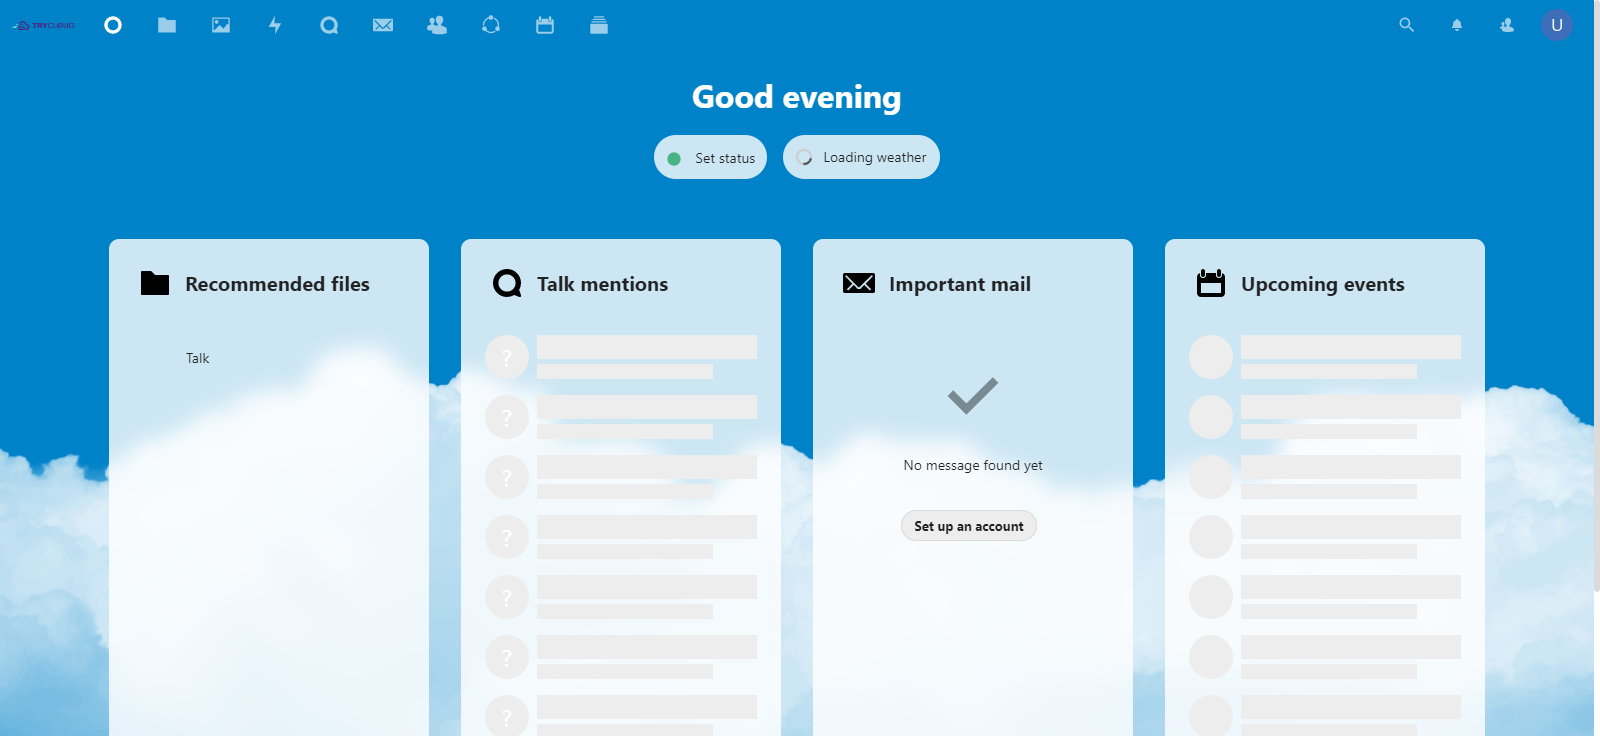 TRYCLOUD
U
Good evening
Set status
Loading weather
Recommended files
Talk mentions
Important mail
Upcoming events
Talk
?
?
?
?
?
?
?
No message found yet
Set up an account